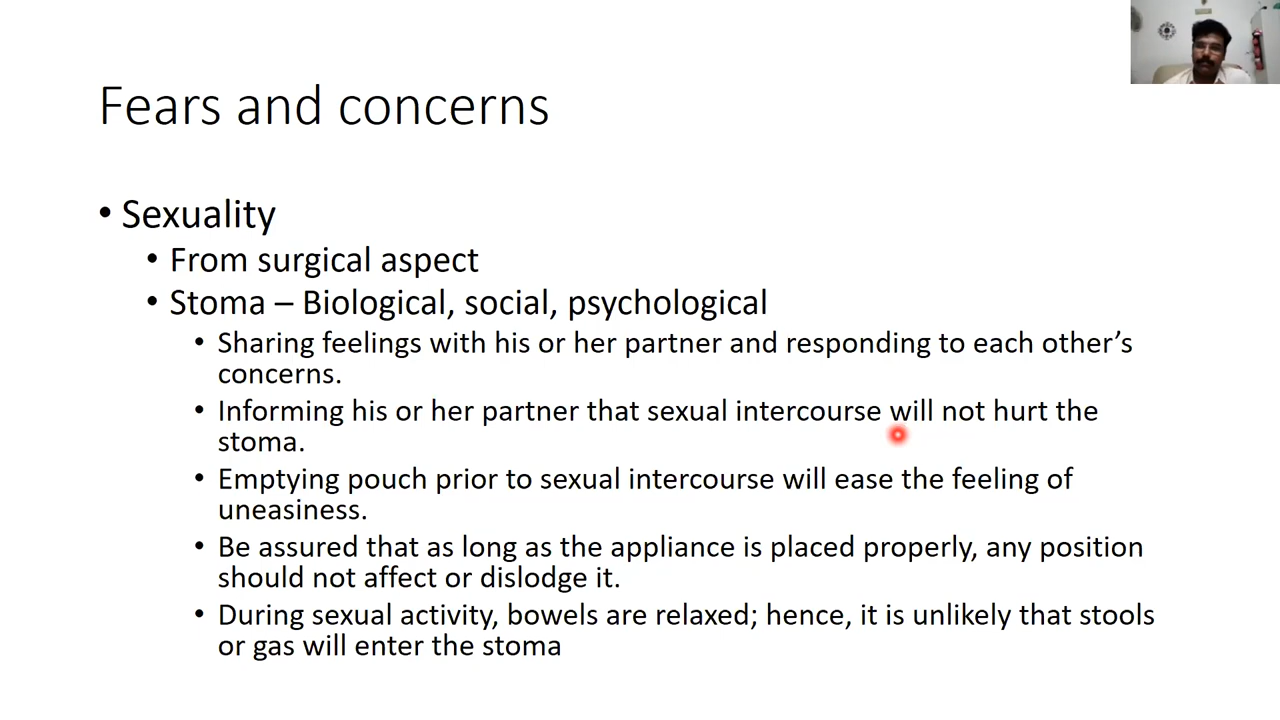 Fears and concerns
• Sexuality
• From surgical aspect
• Stoma – Biological, social, psychological
• Sharing feelings with his or her partner and responding to each other’s
concerns.
• Informing his or her partner that sexual intercourse will not hurt the
stoma.
• Emptying pouch prior to sexual intercourse will ease the feeling of
uneasiness.
• Be assured that as long as the appliance is placed properly, any position
should not affect or dislodge it.
• During sexual activity, bowels are relaxed; hence, it is unlikely that stools
or gas will enter the stoma